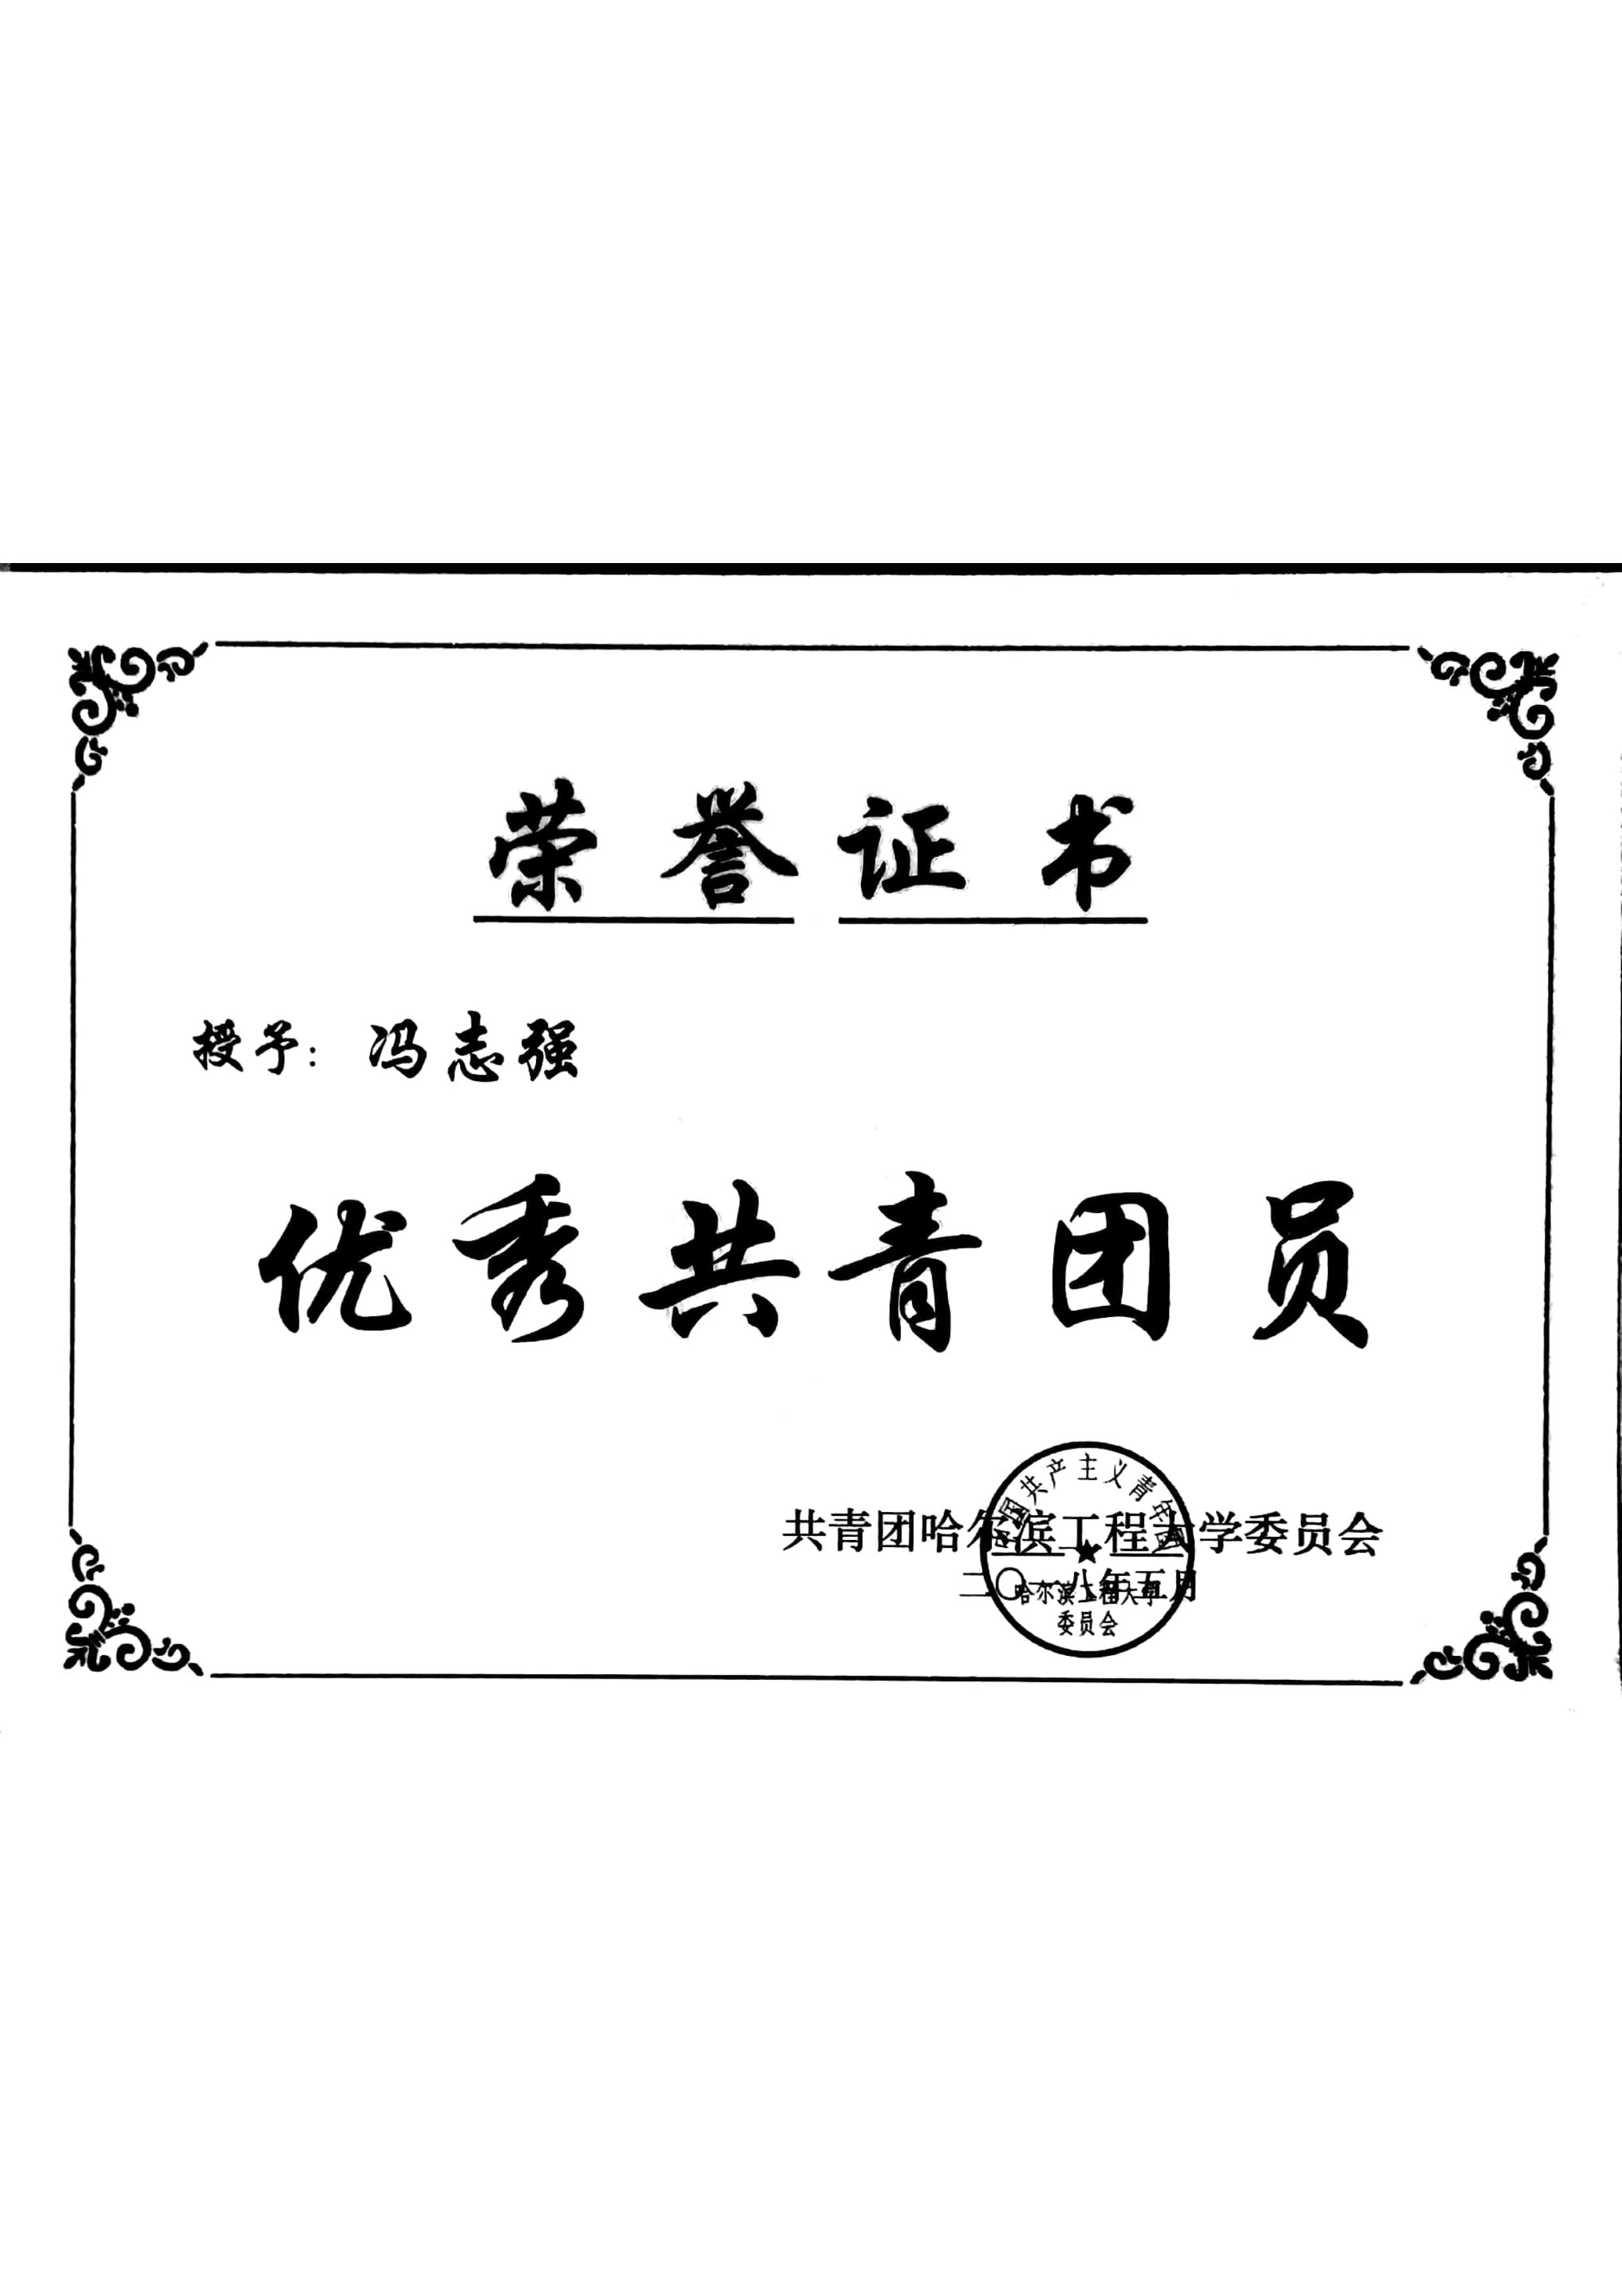 荣誉证书
授予：冯志强
优秀共青团员
共青团哈尔滨工程大学委员会
二〇一八年五月
中国共产主义青年团
哈尔滨工程大学
委员会